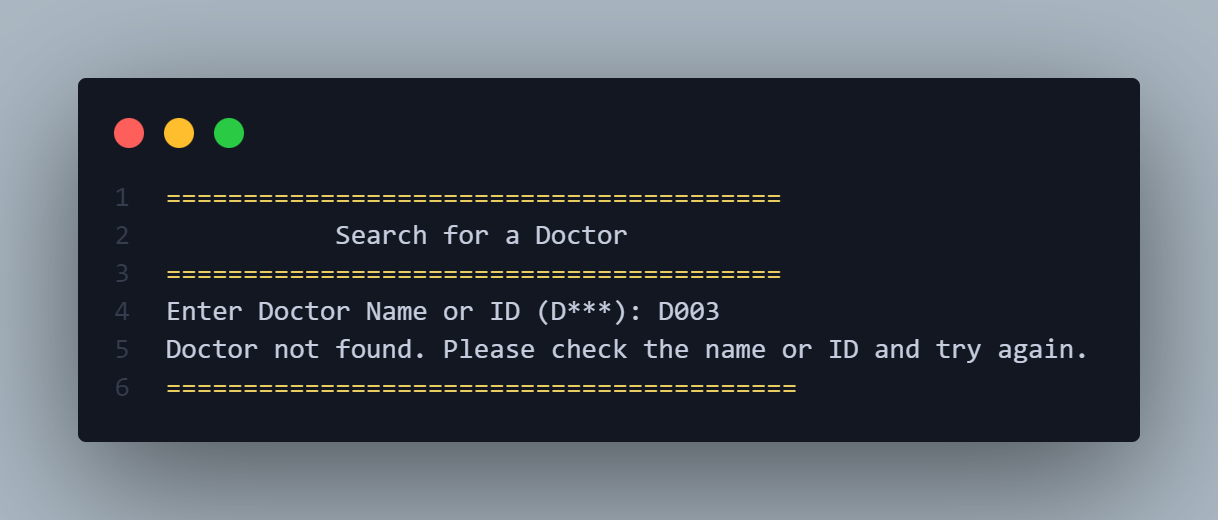 1 ========================================
2            Search for a Doctor
3 ========================================
4 Enter Doctor Name or ID (D***): D003
5 Doctor not found. Please check the name or ID and try again.
6 =========================================